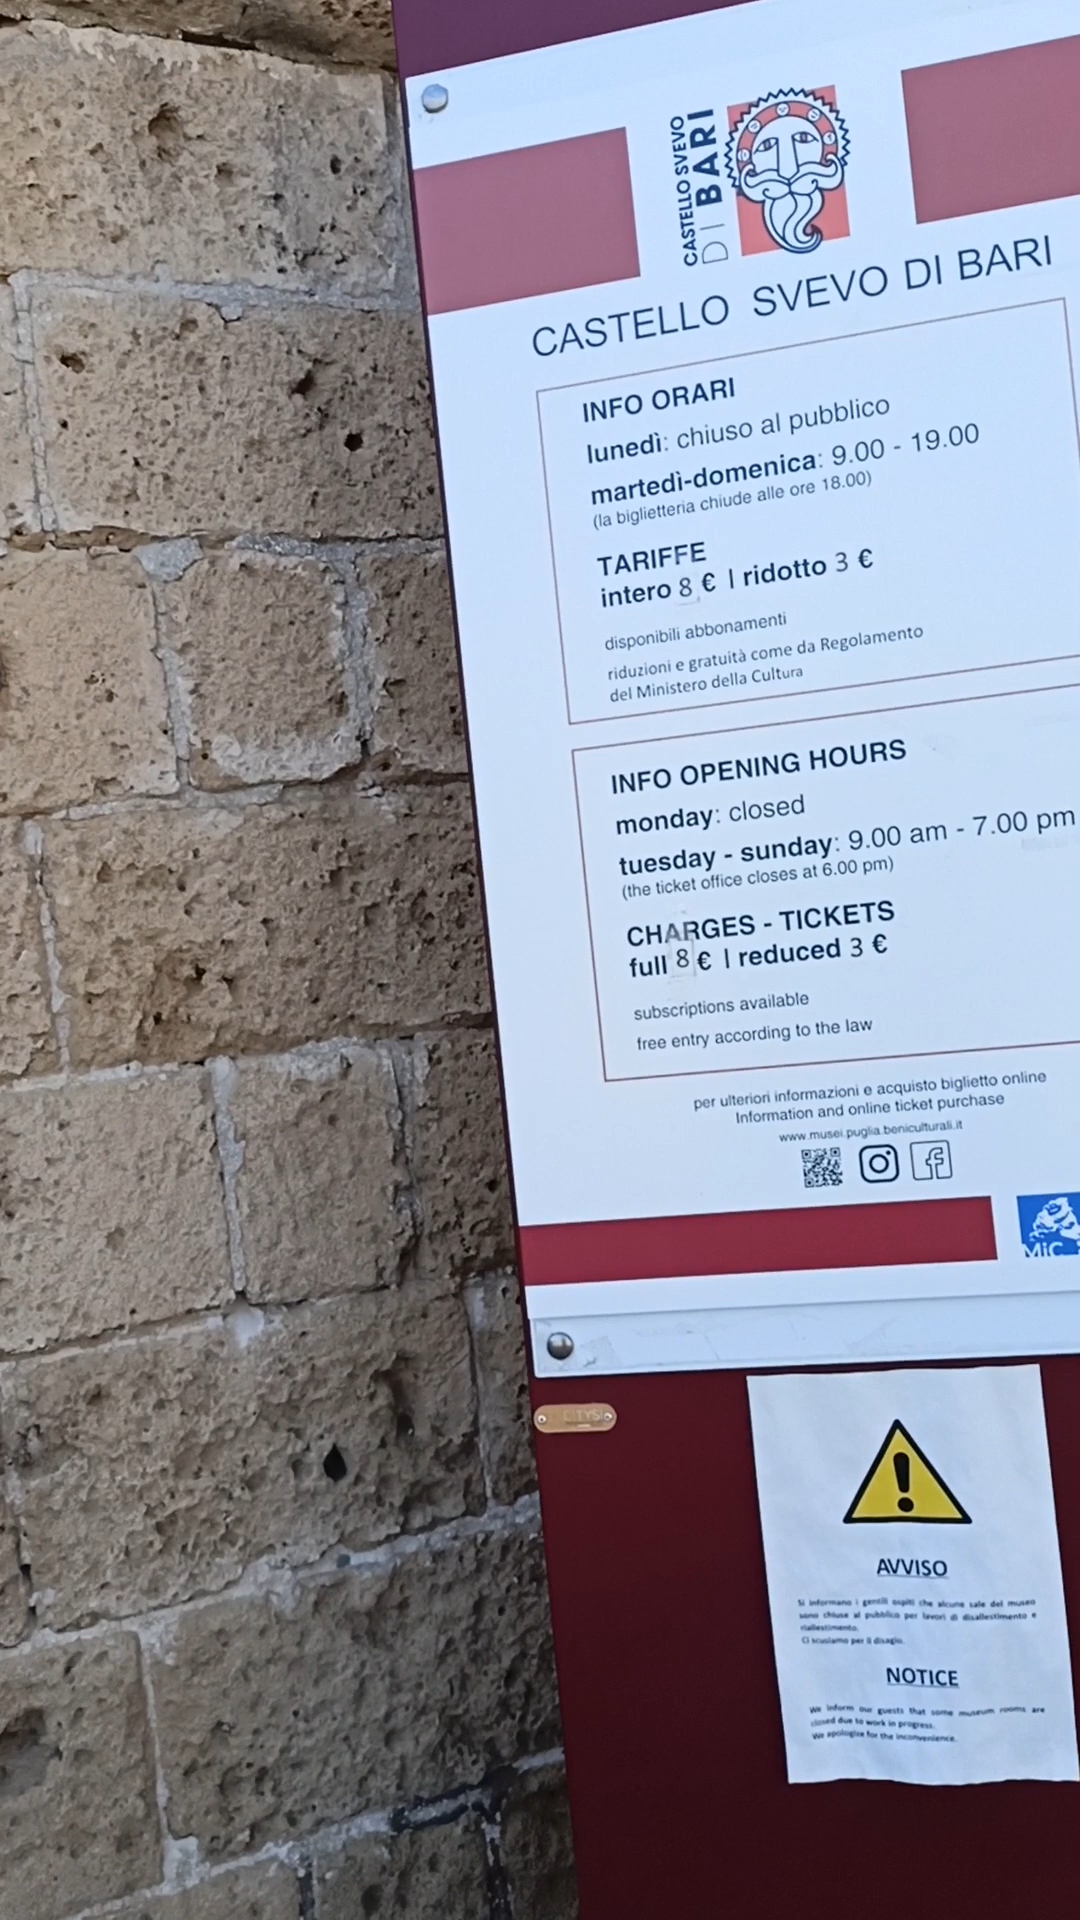 CASTELLO SVEVO
DI BARI
CASTELLO SVEVO DI BARI
INFO ORARI
lunedì: chiuso al pubblico
martedì-domenica: 9.00 - 19.00
(la biglietteria chiude alle ore 18.00)
TARIFFE
intero 8 € | ridotto 3 €
disponibili abbonamenti
riduzioni e gratuità come da Regolamento
del Ministero della Cultura
INFO OPENING HOURS
monday: closed
tuesday - sunday: 9.00 am - 7.00 pm
(the ticket office closes at 6.00 pm)
CHARGES - TICKETS
full 8 € | reduced 3 €
subscriptions available
free entry according to the law
per ulteriori informazioni e acquisto biglietto online
Information and online ticket purchase
www.musei.puglia.beniculturali.it
MiC
AVVISO
Si informano i gentili ospiti che alcune sale del museo
sono chiuse al pubblico per lavori di disallestimento e
riallestimento.
Ci scusiamo per il disagio.
NOTICE
We inform our guests that some museum rooms are
closed due to work in progress.
We apologize for the inconvenience.